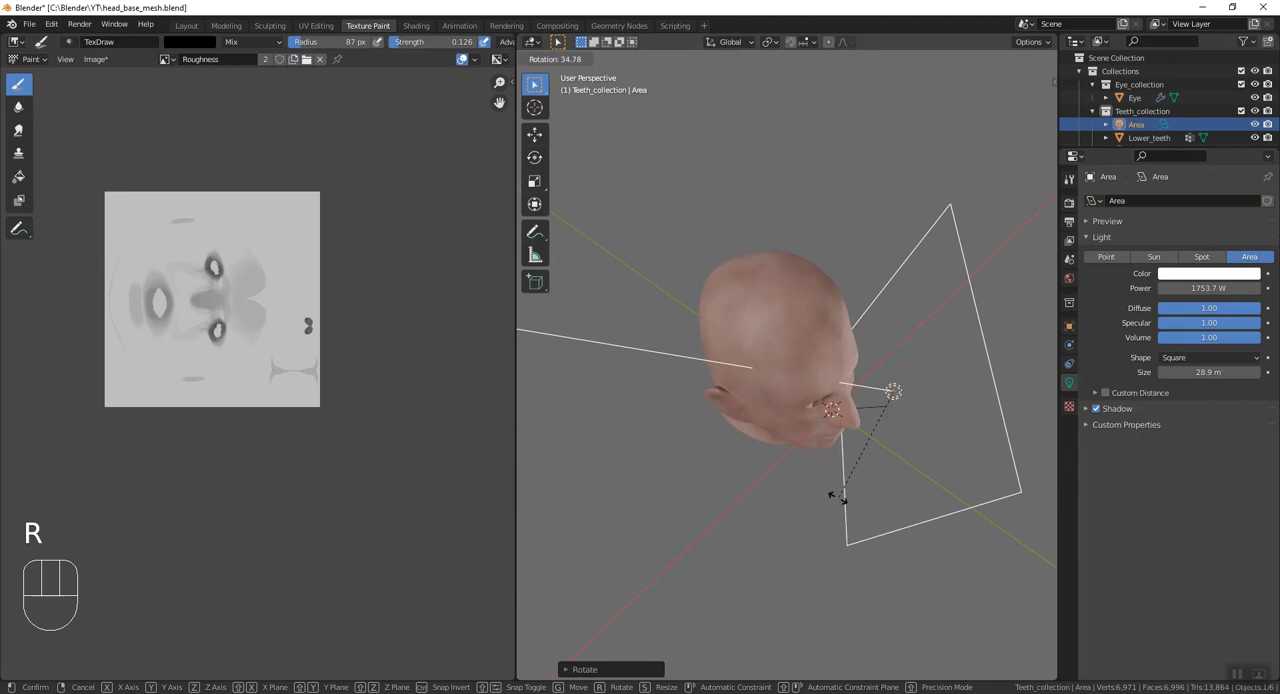 Blender* [C:\Blender\YT\head_base_mesh.blend]
File Edit Render Window Help Layout Modeling Sculpting UV Editing Texture Paint Shading Animation Rendering Compositing Geometry Nodes Scripting + Scene View Layer
TexDraw Mix Radius 87 px Strength 0.126 Adv Global Options
Paint View Image* Roughness 2 Rotation: 34.78 Scene Collection
Collections
User Perspective
(1) Teeth_collection | Area
Eye_collection
Eye
Teeth_collection
Area
Lower_teeth
Area Area
Area
Preview
Light
Point Sun Spot Area
Color
Power 1753.7 W
Diffuse 1.00
Specular 1.00
Volume 1.00
Shape Square
Size 28.9 m
Custom Distance
Shadow
Custom Properties
R
Rotate
Confirm Cancel X X Axis Y Y Axis Z Z Axis X X Plane Y Y Plane Z Z Plane Ctrl Snap Invert Snap Toggle G Move R Rotate S Resize Automatic Constraint Automatic Constraint Plane Precision Mode Teeth_collection | Area Verts:6,971 Faces:6,996 Tris:13,864 Objects:1/6